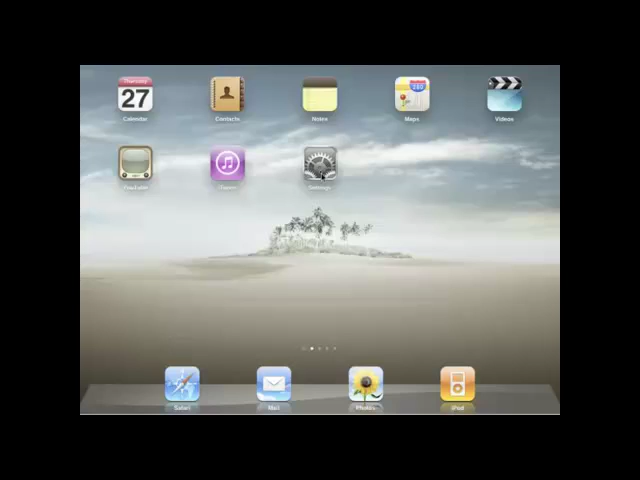 Thursday
27
280
Calendar
Contacts
Notes
Maps
Videos
YouTube
iTunes
Settings
Safari
Mail
Photos
iPod